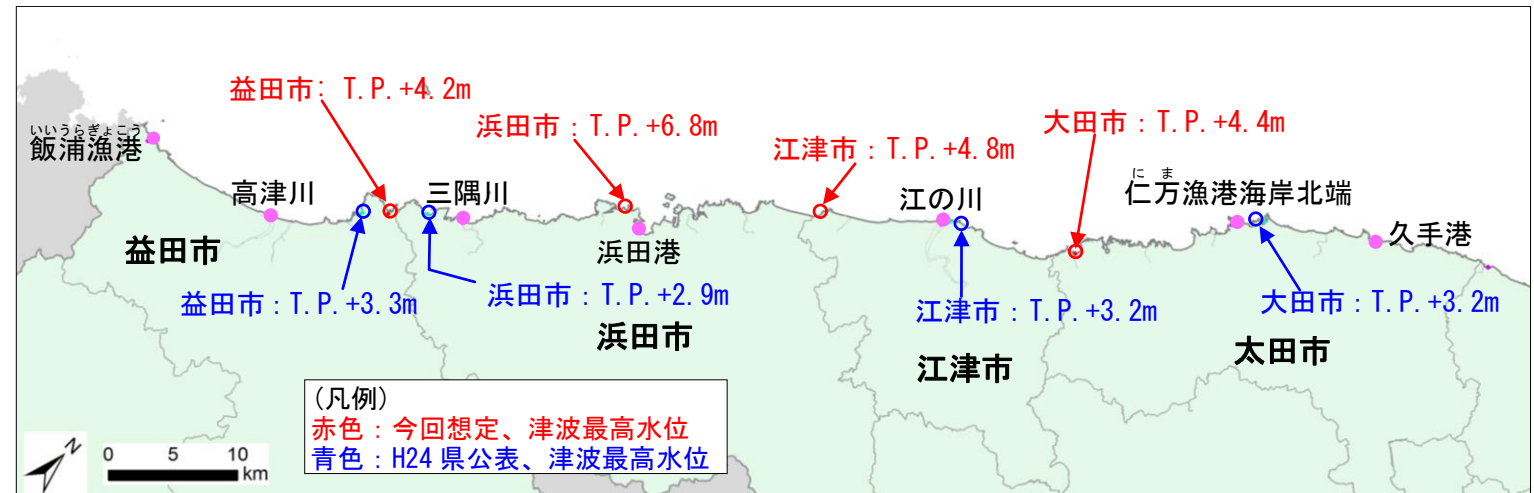 益田市: T.P.+4.2m
浜田市：T.P.+6.8m
江津市：T.P.+4.8m
大田市：T.P.+4.4m
いいうらぎょこう
飯浦漁港
高津川
三隅川
浜田港
江の川
にま
仁万漁港海岸北端
久手港
益田市
益田市：T.P.+3.3m
浜田市：T.P.+2.9m
江津市：T.P.+3.2m
大田市：T.P.+3.2m
浜田市
江津市
太田市
(凡例)
赤色：今回想定、津波最高水位
青色：H24 県公表、津波最高水位
N
0 5 10
km